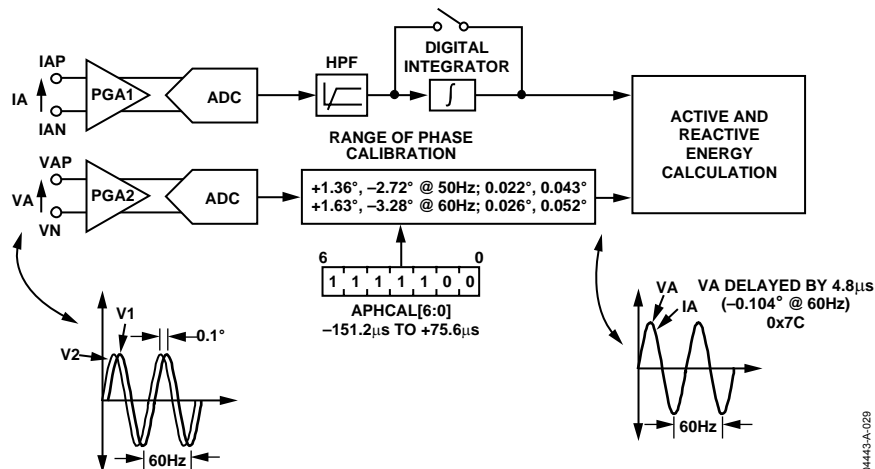 IAP
IA
IAN
PGA1
ADC
HPF
DIGITAL
INTEGRATOR
∫
ACTIVE AND
REACTIVE
ENERGY
CALCULATION
VAP
VA
VN
PGA2
ADC
RANGE OF PHASE
CALIBRATION
+1.36°, –2.72° @ 50Hz; 0.022°, 0.043°
+1.63°, –3.28° @ 60Hz; 0.026°, 0.052°
6 0
1 1 1 1 1 0 0
APHCAL[6:0]
–151.2μs TO +75.6μs
V1
V2
0.1°
60Hz
VA
IA
VA DELAYED BY 4.8μs
(–0.104° @ 60Hz)
0x7C
60Hz
04443-A-029